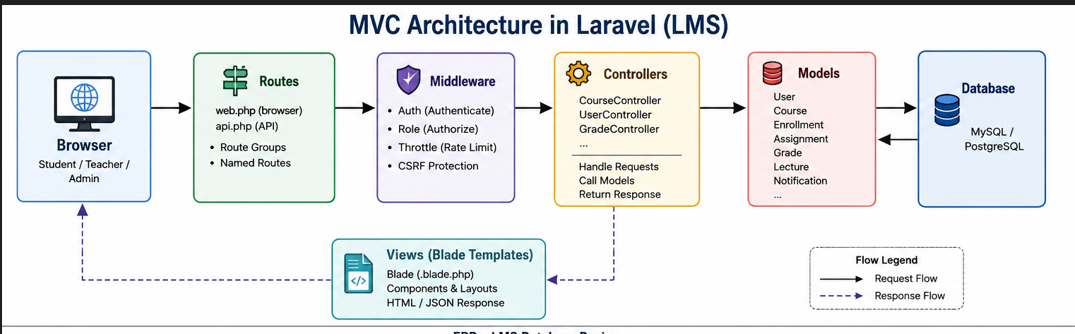 MVC Architecture in Laravel (LMS)
Browser
Student / Teacher /
Admin
Routes
web.php (browser)
api.php (API)
• Route Groups
• Named Routes
Middleware
• Auth (Authenticate)
• Role (Authorize)
• Throttle (Rate Limit)
• CSRF Protection
Controllers
CourseController
UserController
GradeController
...
Handle Requests
Call Models
Return Response
Models
User
Course
Enrollment
Assignment
Grade
Lecture
Notification
...
Database
MySQL /
PostgreSQL
Views (Blade Templates)
</>
Blade (.blade.php)
Components & Layouts
HTML / JSON Response
Flow Legend
Request Flow
Response Flow